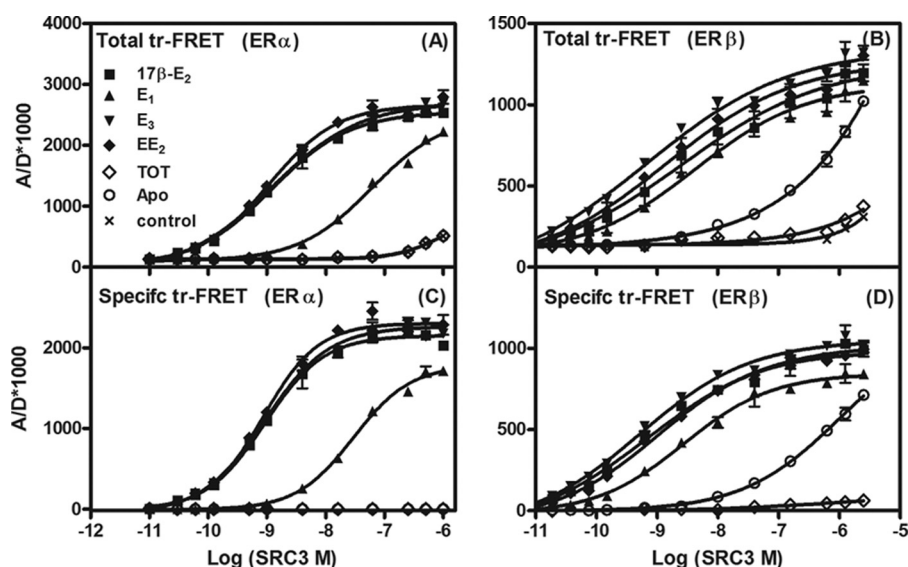 Total tr-FRET (ERα) (A)
17β-E2
E1
E3
EE2
TOT
Apo
control
A/D*1000
4000
3000
2000
1000
0
Total tr-FRET (ERβ) (B)
A/D*1000
1500
1000
500
0
Specifc tr-FRET (ERα) (C)
A/D*1000
2000
1000
0
-12 -11 -10 -9 -8 -7 -6
Log (SRC3 M)
Specifc tr-FRET (ERβ) (D)
A/D*1000
1000
500
0
-11 -10 -9 -8 -7 -6 -5
Log (SRC3 M)